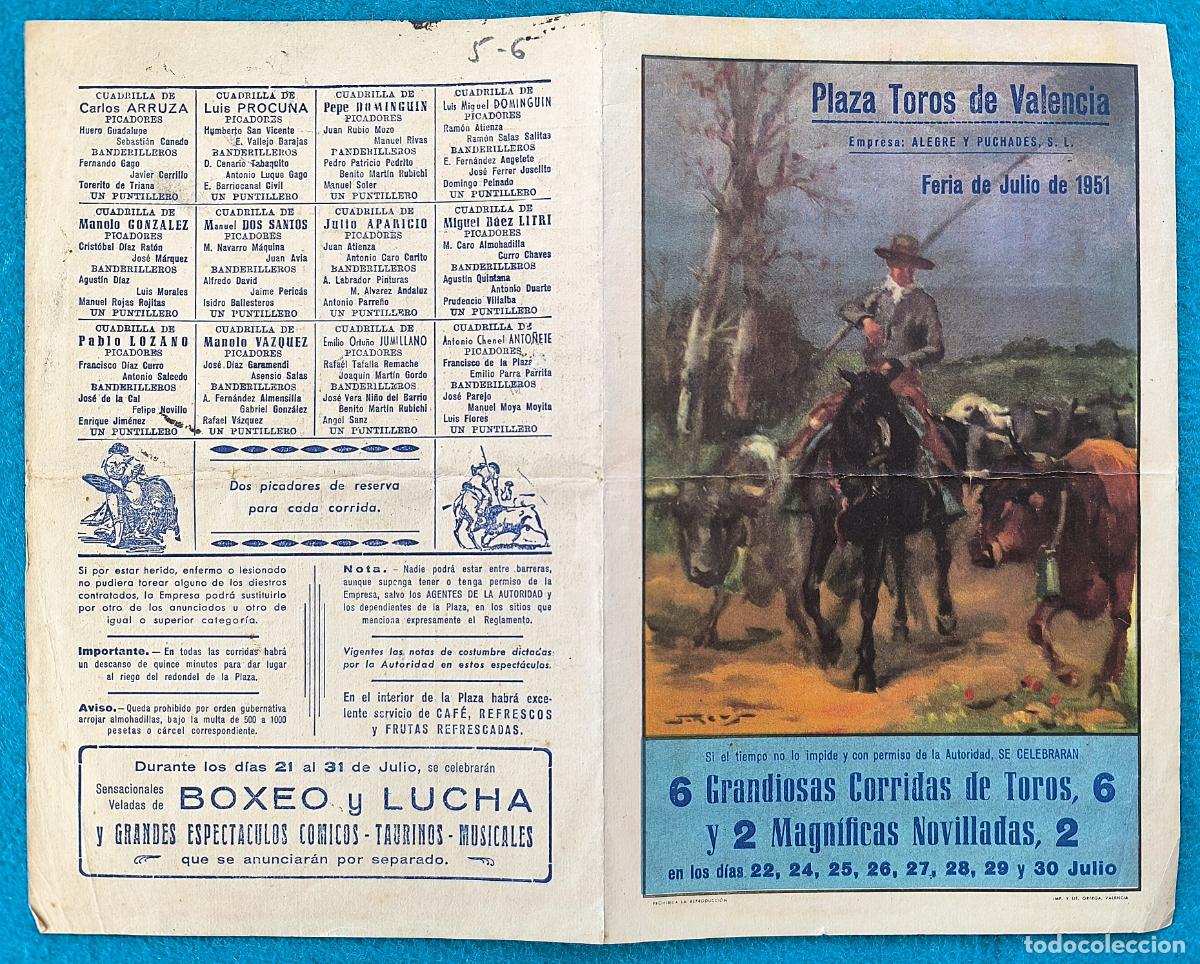 5-6
CUADRILLA DE
Carlos ARRUZA
PICADORES
Huero Guadalupe
Sebastián Canedo
BANDERILLEROS
Fernando Gago
Javier Cerrillo
Torerito de Triana
UN PUNTILLERO
CUADRILLA DE
Luis PROCUNA
PICADORES
Humberto San Vicente
E. Vallejo Barajas
BANDERILLEROS
D. Cenario Tabaquito
Antonio Luque Gago
E. Barriocanal Civil
UN PUNTILLERO
CUADRILLA DE
Pepe DOMINGUIN
PICADORES
Juan Rubio Mozo
Manuel Rivas
BANDERILLEROS
Pedro Patricio Pedrito
Benito Martín Rubichi
Manuel Soler
UN PUNTILLERO
CUADRILLA DE
Luis Miguel DOMINGUIN
PICADORES
Ramón Atienza
Ramón Salas Salitas
BANDERILLEROS
E. Fernández Angelete
José Ferrer Joselito
Domingo Peinado
UN PUNTILLERO
CUADRILLA DE
Manolo GONZALEZ
PICADORES
Cristóbal Díaz Ratón
José Márquez
BANDERILLEROS
Agustín Díaz
Luis Morales
Manuel Rojas Rojitas
UN PUNTILLERO
CUADRILLA DE
Manuel DOS SANTOS
PICADORES
M. Navarro Máquina
Juan Avía
BANDERILLEROS
Alfredo David
Jaime Pericás
Isidro Ballesteros
UN PUNTILLERO
CUADRILLA DE
Julio APARICIO
PICADORES
Juan Atienza
Antonio Caro Carito
BANDERILLEROS
A. Labrador Pinturas
M. Alvarez Andaluz
Antonio Parreño
UN PUNTILLERO
CUADRILLA DE
Miguel Báez LITRI
PICADORES
M. Caro Almohadilla
Curro Chaves
BANDERILLEROS
Agustín Quintana
Antonio Duarte
Prudencio Villalba
UN PUNTILLERO
CUADRILLA DE
Pablo LOZANO
PICADORES
Francisco Díaz Curro
Antonio Salcedo
BANDERILLEROS
José de la Cal
Felipe Novillo
Enrique Jiménez
UN PUNTILLERO
CUADRILLA DE
Manolo VAZQUEZ
PICADORES
José Díaz Garamendi
Asensio Salas
BANDERILLEROS
A. Fernández Almensilla
Gabriel González
Rafael Vázquez
UN PUNTILLERO
CUADRILLA DE
Emilio Ortuño JUMILLANO
PICADORES
Rafael Tafalla Remache
Joaquín Martín Gordo
BANDERILLEROS
José Vera Niño del Barrio
Benito Martín Rubichi
Angel Sanz
UN PUNTILLERO
CUADRILLA DE
Antonio Chenel ANTOÑETE
PICADORES
Francisco de la Plaza
Emilio Parra Parrita
BANDERILLEROS
José Parejo
Manuel Moya Moyita
Luis Flores
UN PUNTILLERO
Dos picadores de reserva
para cada corrida.
Si por estar herido, enfermo o lesionado
no pudiera torear alguno de los diestros
contratados, la Empresa podrá sustituirlo
por otro de los anunciados u otro de
igual o superior categoría.
Importante.—En todas las corridas habrá
un descanso de quince minutos para dar lugar
al riego del redondel de la Plaza.
Aviso.—Queda prohibido por orden gubernativa
arrojar almohadillas, bajo la multa de 500 a 1000
pesetas o cárcel correspondiente.
Nota. - Nadie podrá estar entre barreras,
aunque suponga tener o tenga permiso de la
Empresa, salvo los AGENTES DE LA AUTORIDAD y
los dependientes de la Plaza, en los sitios que
menciona expresamente el Reglamento.
Vigentes las notas de costumbre dictadas
por la Autoridad en estos espectáculos.
En el interior de la Plaza habrá exce-
lente servicio de CAFÉ, REFRESCOS
y FRUTAS REFRESCADAS.
Durante los días 21 al 31 de Julio, se celebrarán
Sensacionales
Veladas de BOXEO y LUCHA
y GRANDES ESPECTACULOS COMICOS - TAURINOS - MUSICALES
que se anunciarán por separado.
Plaza Toros de Valencia
Empresa: ALEGRE Y PUCHADES, S. L.
Feria de Julio de 1951
J. Reus
Si el tiempo no lo impide y con permiso de la Autoridad, SE CELEBRARAN
6 Grandiosas Corridas de Toros, 6
y 2 Magníficas Novilladas, 2
en los días 22, 24, 25, 26, 27, 28, 29 y 30 Julio
PROHIBIDA LA REPRODUCCIÓN
IMP. Y LIT. ORTEGA, VALENCIA
todocoleccion